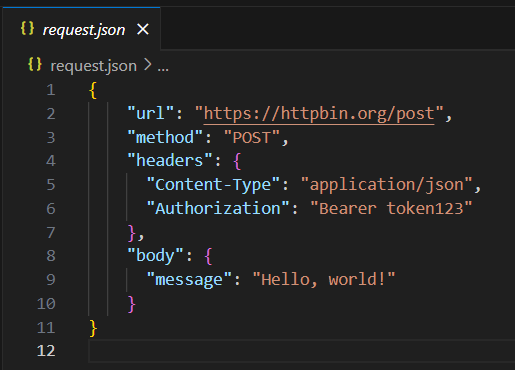 {} request.json ×
{} request.json > ...
1 {
2     "url": "https://httpbin.org/post",
3     "method": "POST",
4     "headers": {
5       "Content-Type": "application/json",
6       "Authorization": "Bearer token123"
7     },
8     "body": {
9       "message": "Hello, world!"
10     }
11 }
12